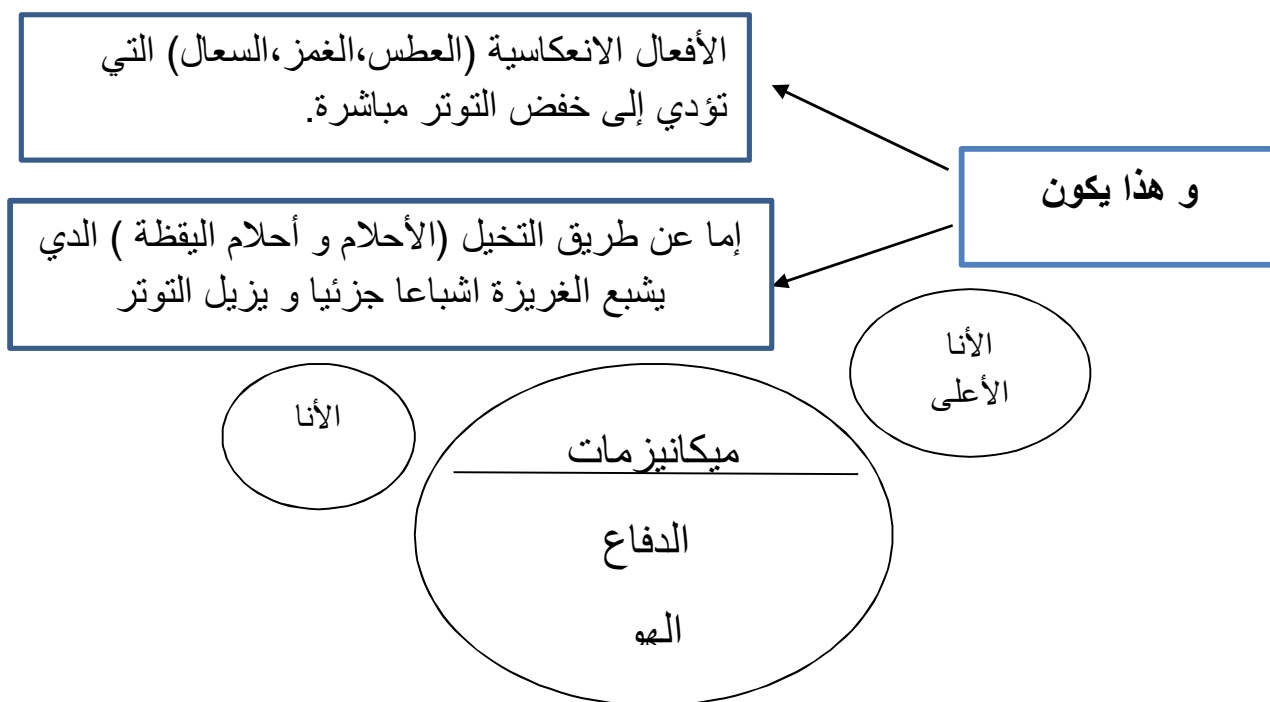 الأفعال الانعكاسية (العطس،الغمز،السعال) التي
تؤدي إلى خفض التوتر مباشرة.
و هذا يكون
إما عن طريق التخيل (الأحلام و أحلام اليقظة ) الدي
يشبع الغريزة اشباعا جزئيا و يزيل التوتر
الأنا
الأعلى
الأنا
ميكانيزمات
الدفاع
الهو